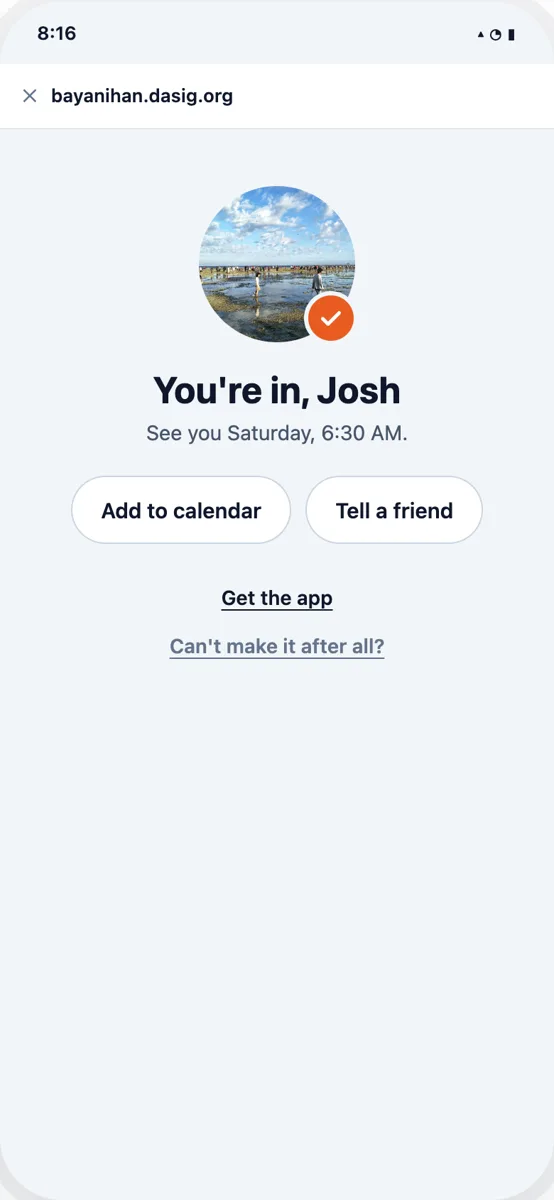 8:16
bayanihan.dasig.org
You're in, Josh
See you Saturday, 6:30 AM.
Add to calendar
Tell a friend
Get the app
Can't make it after all?